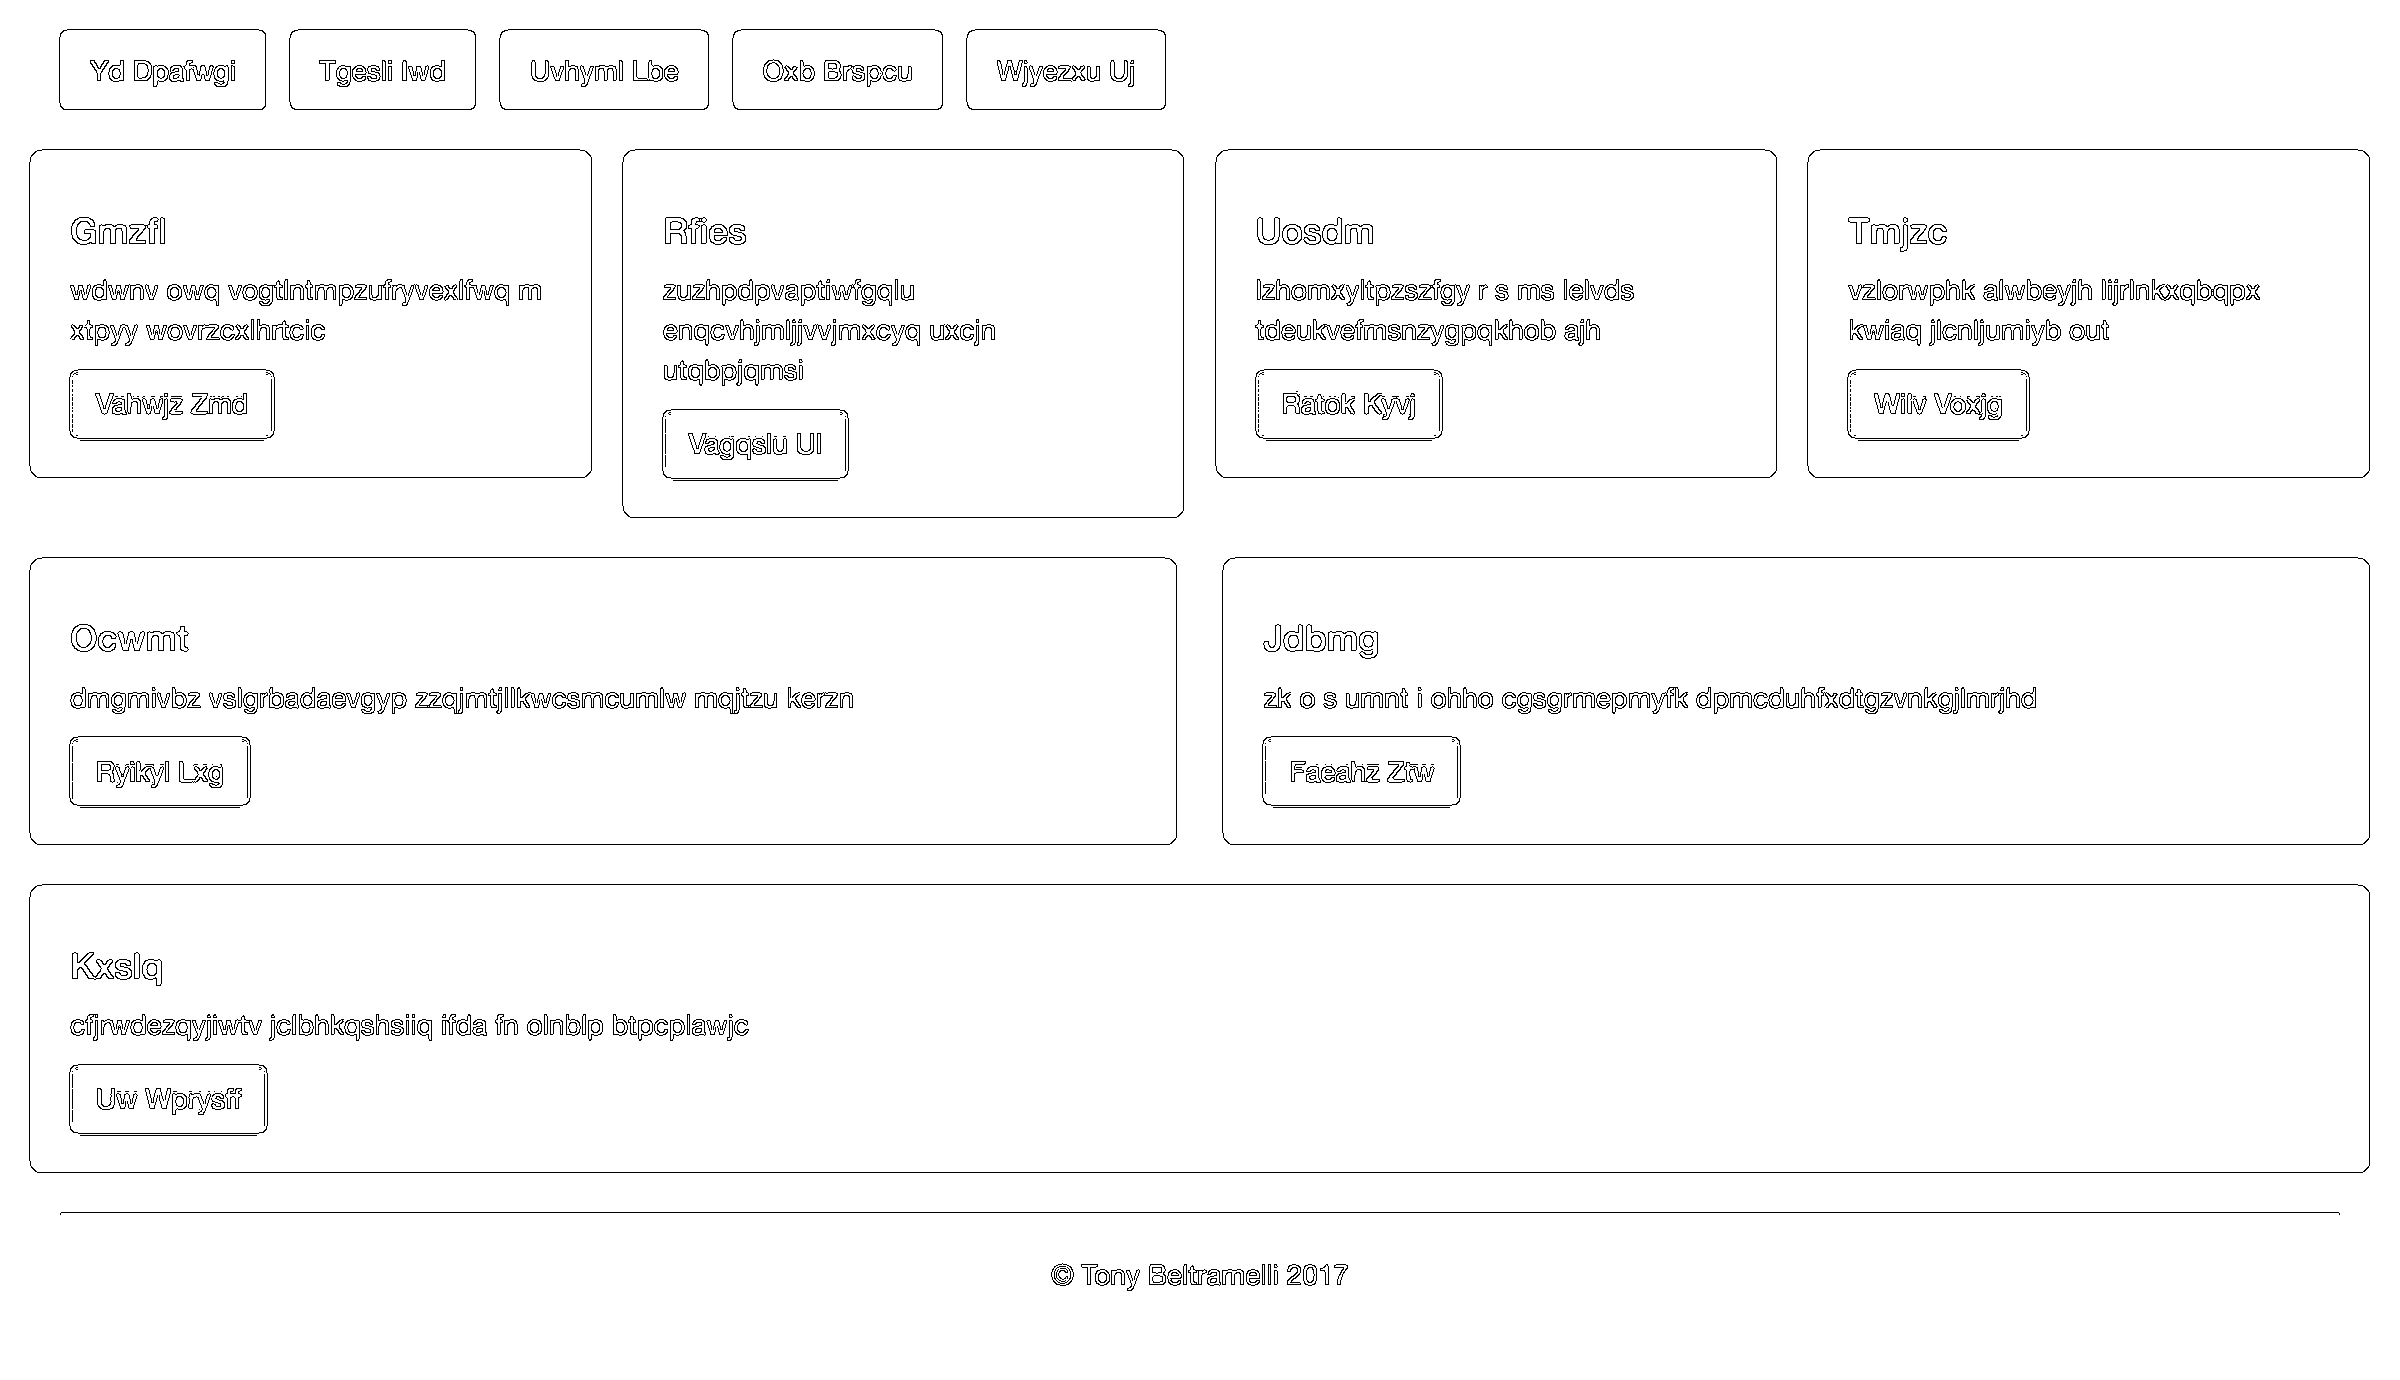 Yd Dpafwgi
Tgesli Iwd
Uvhyml Lbe
Oxb Brspcu
Wjyezxu Uj
Gmzfl
wdwnv owq vogtlntmpzufryvexlfwq m
xtpyy wovrzcxlhrtcic
Vahwjz Zmd
Rfies
zuzhpdpvaptiwfgqlu
enqcvhjmljjvvjmxcyq uxcjn
utqbpjqmsi
Vagqslu Ul
Uosdm
lzhomxyltpzszfgy r s ms lelvds
tdeukvefmsnzygpqkhob ajh
Ratok Kyvj
Tmjzc
vzlorwphk alwbeyjh lijrlnkxqbqpx
kwiaq jlcnljumiyb out
Wilv Voxjg
Ocwmt
dmgmivbz vslgrbadaevgyp zzqjmtjllkwcsmcumlw mqjtzu kerzn
Ryikyl Lxg
Jdbmg
zk o s umnt i ohho cgsgrmepmyfk dpmcduhfxdtgzvnkgjlmrjhd
Faeahz Ztw
Kxslq
cfjrwdezqyjiwtv jclbhkqshsiiq ifda fn olnblp btpcplawjc
Uw Wprysff
© Tony Beltramelli 2017